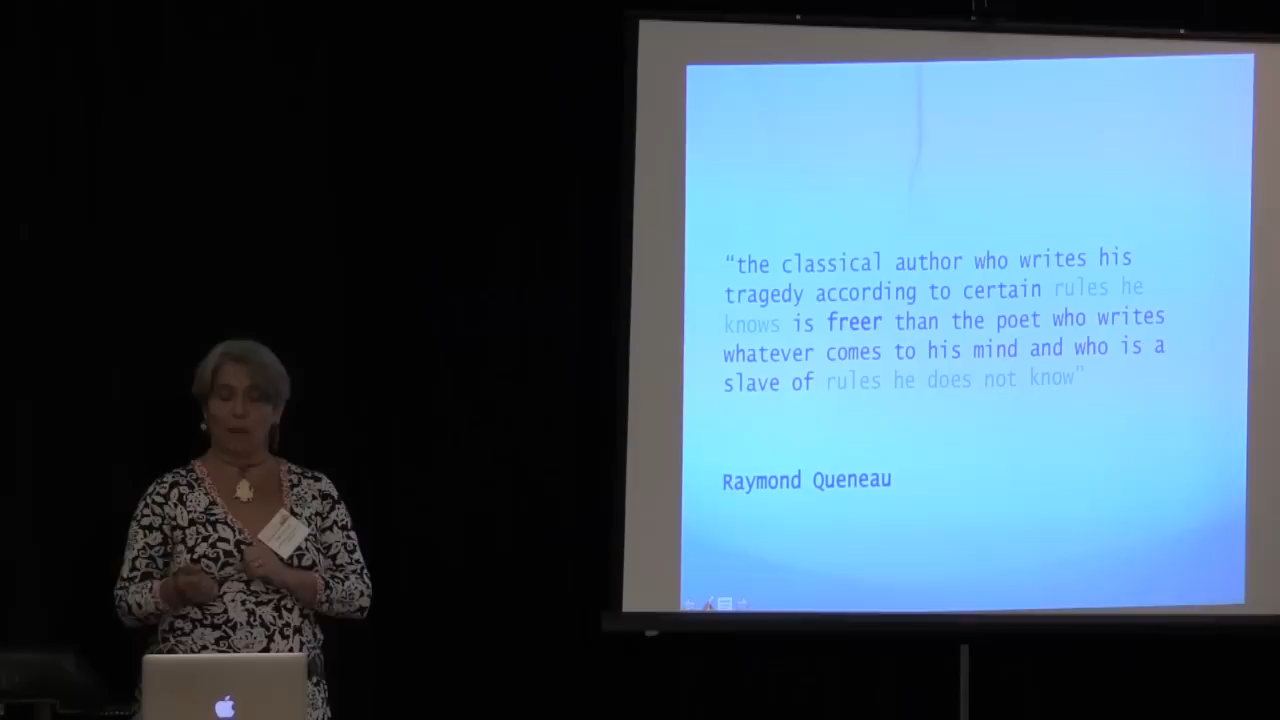 “the classical author who writes his
tragedy according to certain rules he
knows is freer than the poet who writes
whatever comes to his mind and who is a
slave of rules he does not know”
Raymond Queneau